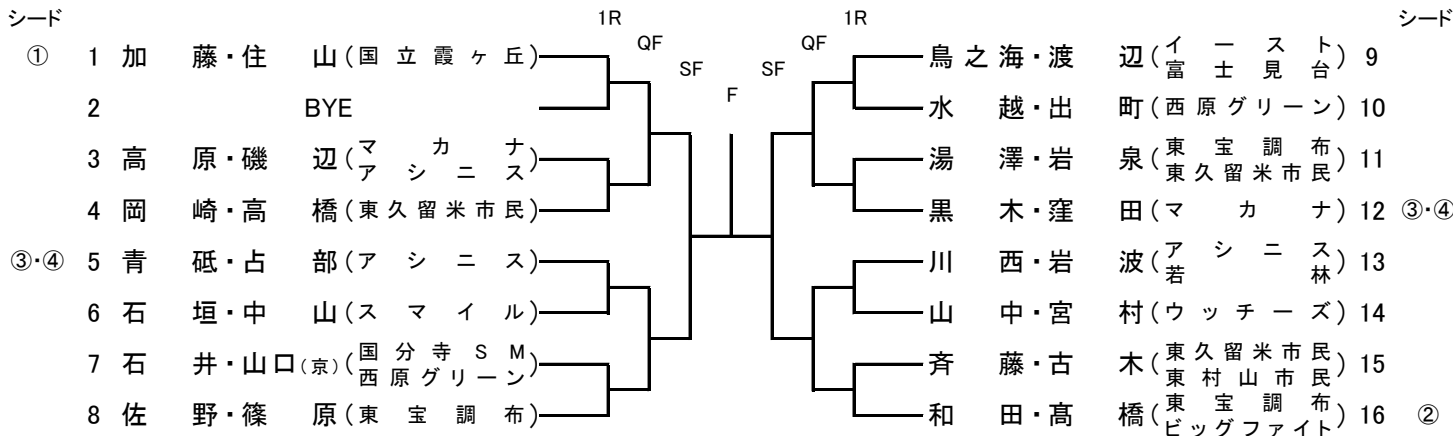 シード 1R QF SF F SF QF 1R シード
① 1 加藤・住山(国立霞ヶ丘) 鳥之海・渡辺(イースト 富士見台) 9
2 BYE 水越・出町(西原グリーン) 10
3 高原・磯辺(マカナ アシニス) 湯澤・岩泉(東宝調布 東久留米市民) 11
4 岡崎・高橋(東久留米市民) 黒木・窪田(マカナ) 12 ③・④
③・④ 5 青砥・占部(アシニス) 川西・岩波(アシニス 若林) 13
6 石垣・中山(スマイル) 山中・宮村(ウッチーズ) 14
7 石井・山口(京)(国分寺SM 西原グリーン) 斉藤・古木(東久留米市民 東村山市民) 15
8 佐野・篠原(東宝調布) 和田・髙橋(東宝調布 ビッグファイト) 16 ②